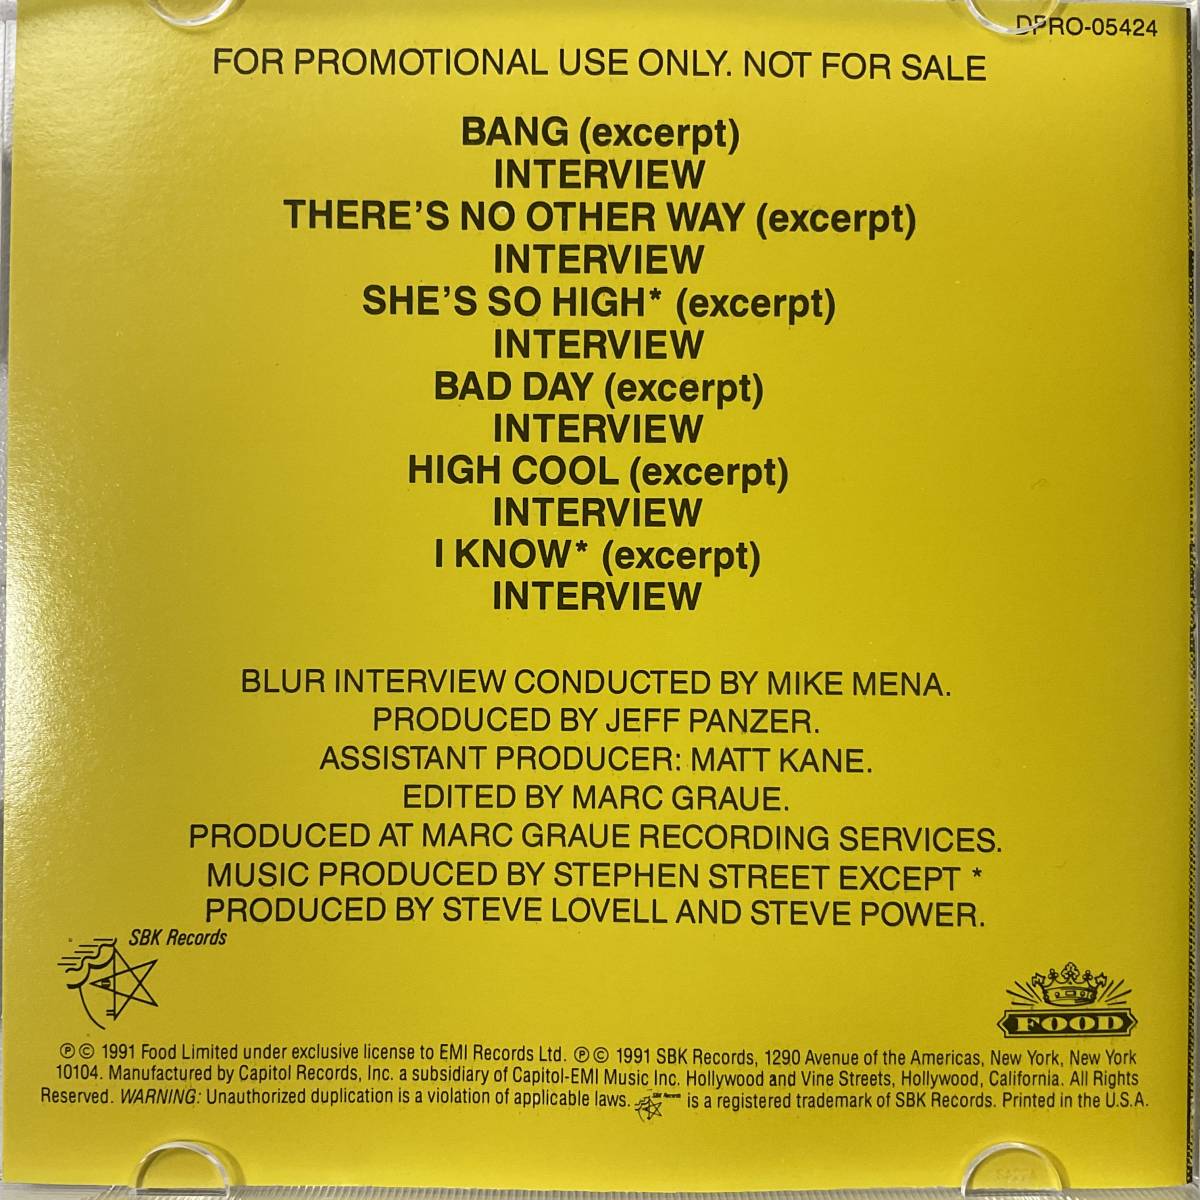 DPRO-05424
FOR PROMOTIONAL USE ONLY. NOT FOR SALE
BANG (excerpt)
INTERVIEW
THERE'S NO OTHER WAY (excerpt)
INTERVIEW
SHE'S SO HIGH* (excerpt)
INTERVIEW
BAD DAY (excerpt)
INTERVIEW
HIGH COOL (excerpt)
INTERVIEW
I KNOW* (excerpt)
INTERVIEW
BLUR INTERVIEW CONDUCTED BY MIKE MENA.
PRODUCED BY JEFF PANZER.
ASSISTANT PRODUCER: MATT KANE.
EDITED BY MARC GRAUE.
PRODUCED AT MARC GRAUE RECORDING SERVICES.
MUSIC PRODUCED BY STEPHEN STREET EXCEPT *
PRODUCED BY STEVE LOVELL AND STEVE POWER.
SBK Records
FOOD
℗© 1991 Food Limited under exclusive license to EMI Records Ltd. ℗© 1991 SBK Records, 1290 Avenue of the Americas, New York, New York
10104. Manufactured by Capitol Records, Inc. a subsidiary of Capitol-EMI Music Inc. Hollywood and Vine Streets, Hollywood, California. All Rights
Reserved. WARNING: Unauthorized duplication is a violation of applicable laws. SBK Records is a registered trademark of SBK Records. Printed in the U.S.A.